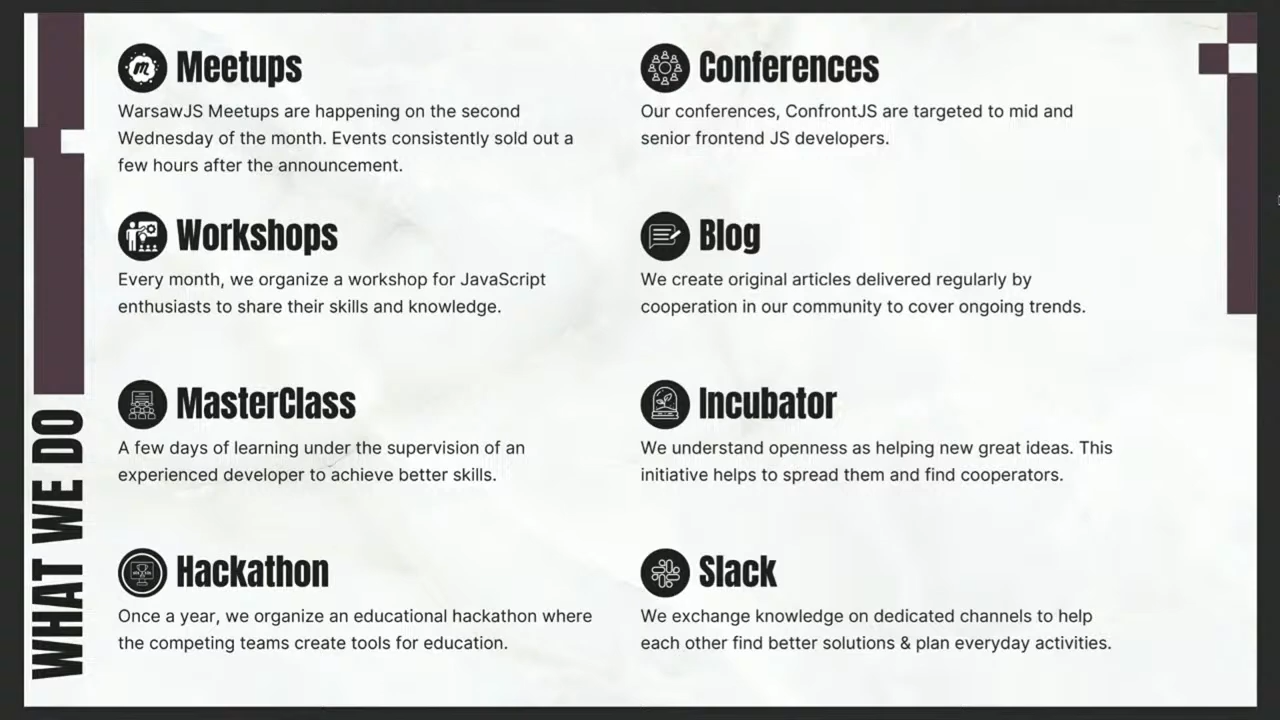 WHAT WE DO
Meetups
WarsawJS Meetups are happening on the second
Wednesday of the month. Events consistently sold out a
few hours after the announcement.
Workshops
Every month, we organize a workshop for JavaScript
enthusiasts to share their skills and knowledge.
MasterClass
A few days of learning under the supervision of an
experienced developer to achieve better skills.
Hackathon
Once a year, we organize an educational hackathon where
the competing teams create tools for education.
Conferences
Our conferences, ConfrontJS are targeted to mid and
senior frontend JS developers.
Blog
We create original articles delivered regularly by
cooperation in our community to cover ongoing trends.
Incubator
We understand openness as helping new great ideas. This
initiative helps to spread them and find cooperators.
Slack
We exchange knowledge on dedicated channels to help
each other find better solutions & plan everyday activities.